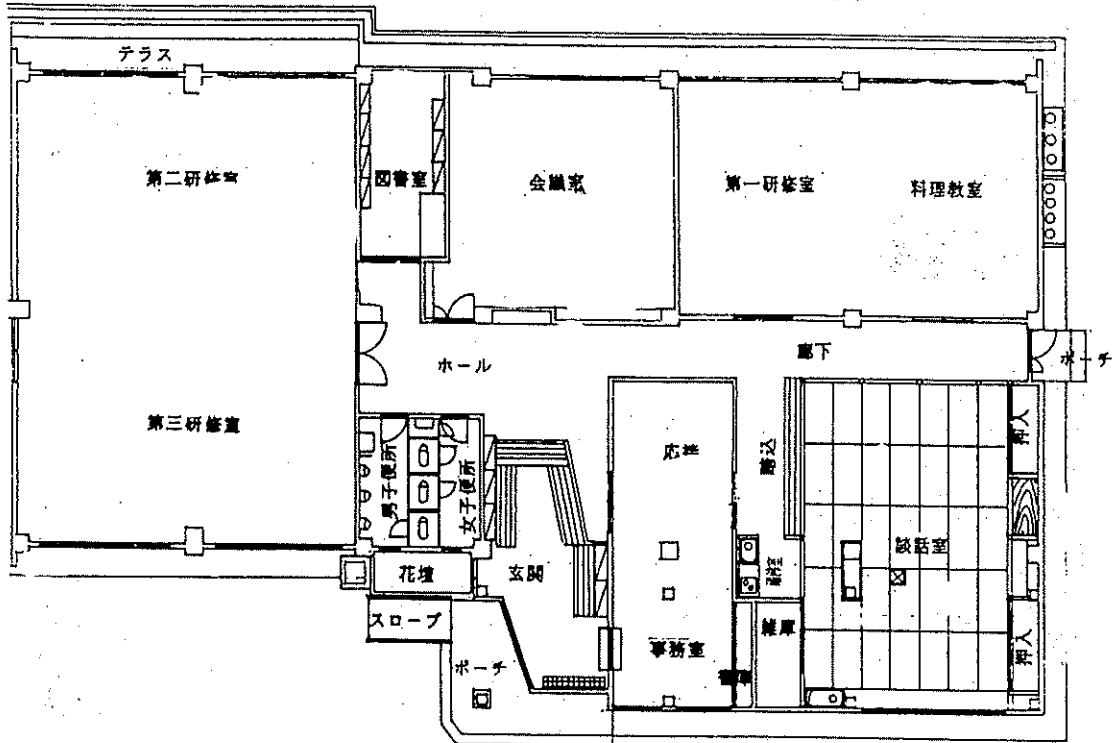 テラス
第二研修室
図書室
会議室
第一研修室
料理教室
ホール
廊下
ポーチ
第三研修室
男子便所
女子便所
応接
踏込
押入
談話室
花壇
玄関
スロープ
ポーチ
事務室
押入